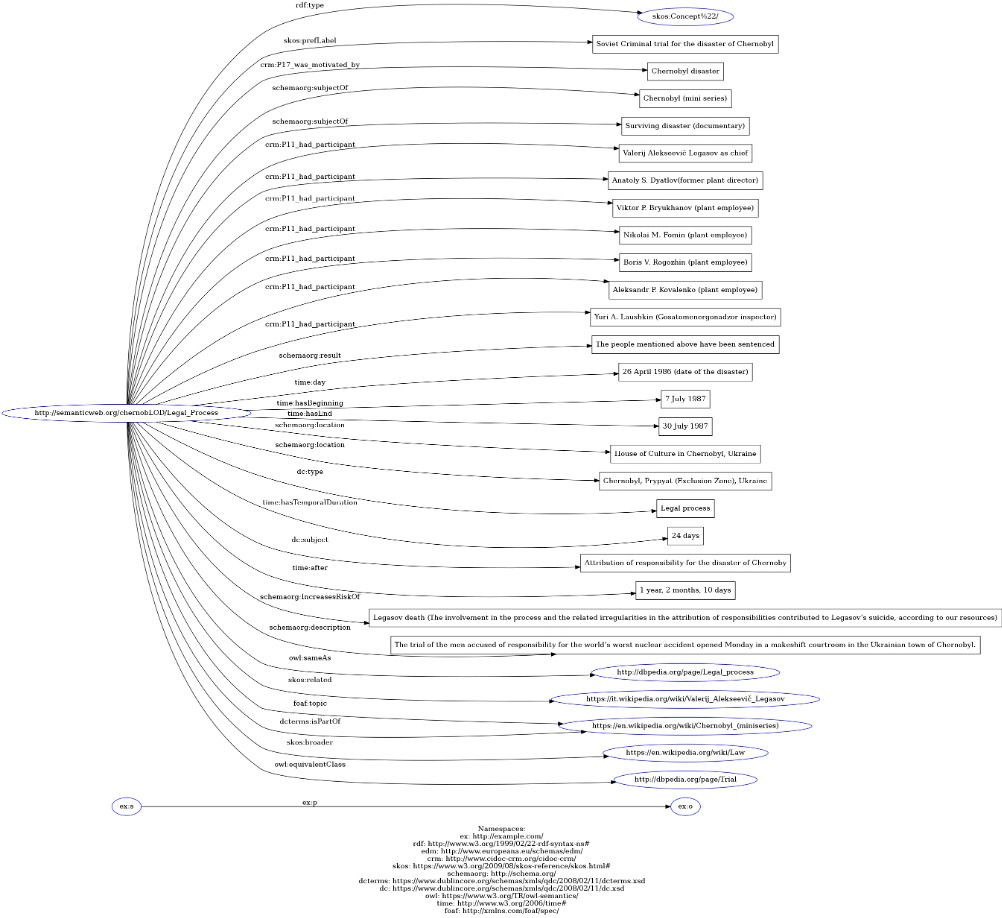 rdf:type
skos:Concept%22/
skos:prefLabel
Soviet Criminal trial for the disaster of Chernobyl
crm:P17_was_motivated_by
Chernobyl disaster
schemaorg:subjectOf
Chernobyl (mini series)
schemaorg:subjectOf
Surviving disaster (documentary)
crm:P11_had_participant
Valerij Alekseevič Legasov as chief
crm:P11_had_participant
Anatoly S. Dyatlov(former plant director)
crm:P11_had_participant
Viktor P. Bryukhanov (plant employee)
crm:P11_had_participant
Nikolai M. Fomin (plant employee)
crm:P11_had_participant
Boris V. Rogozhin (plant employee)
crm:P11_had_participant
Aleksandr P. Kovalenko (plant employee)
crm:P11_had_participant
Yuri A. Laushkin (Gosatomenorgonadzor inspector)
schemaorg:result
The people mentioned above have been sentenced
time:day
26 April 1986 (date of the disaster)
http://semanticweb.org/chernobLOD/Legal_Process
time:hasBeginning
7 July 1987
time:hasEnd
30 July 1987
schemaorg:location
House of Culture in Chernobyl, Ukraine
schemaorg:location
Chernobyl, Prypyat (Exclusion Zone), Ukraine
dc:type
Legal process
time:hasTemporalDuration
24 days
dc:subject
Attribution of responsibility for the disaster of Chernoby
time:after
1 year, 2 months, 10 days
schemaorg:increasesRiskOf
Legasov death (The involvement in the process and the related irregularities in the attribution of responsibilities contributed to Legasov's suicide, according to our resources)
schemaorg:description
The trial of the men accused of responsibility for the world's worst nuclear accident opened Monday in a makeshift courtroom in the Ukrainian town of Chernobyl.
owl:sameAs
http://dbpedia.org/page/Legal_process
skos:related
https://it.wikipedia.org/wiki/Valerij_Alekseevič_Legasov
foaf:topic
dcterms:isPartOf
https://en.wikipedia.org/wiki/Chernobyl_(miniseries)
skos:broader
https://en.wikipedia.org/wiki/Law
owl:equivalentClass
http://dbpedia.org/page/Trial
ex:s
ex:p
ex:o
Namespaces:
ex: http://example.com/
rdf: http://www.w3.org/1999/02/22-rdf-syntax-ns#
edm: http://www.europeana.eu/schemas/edm/
crm: http://www.cidoc-crm.org/cidoc-crm/
skos: https://www.w3.org/2009/08/skos-reference/skos.html#
schemaorg: http://schema.org/
dcterms: https://www.dublincore.org/schemas/xmls/qdc/2008/02/11/dcterms.xsd
dc: https://www.dublincore.org/schemas/xmls/qdc/2008/02/11/dc.xsd
owl: https://www.w3.org/TR/owl-semantics/
time: http://www.w3.org/2006/time#
foaf: http://xmlns.com/foaf/spec/